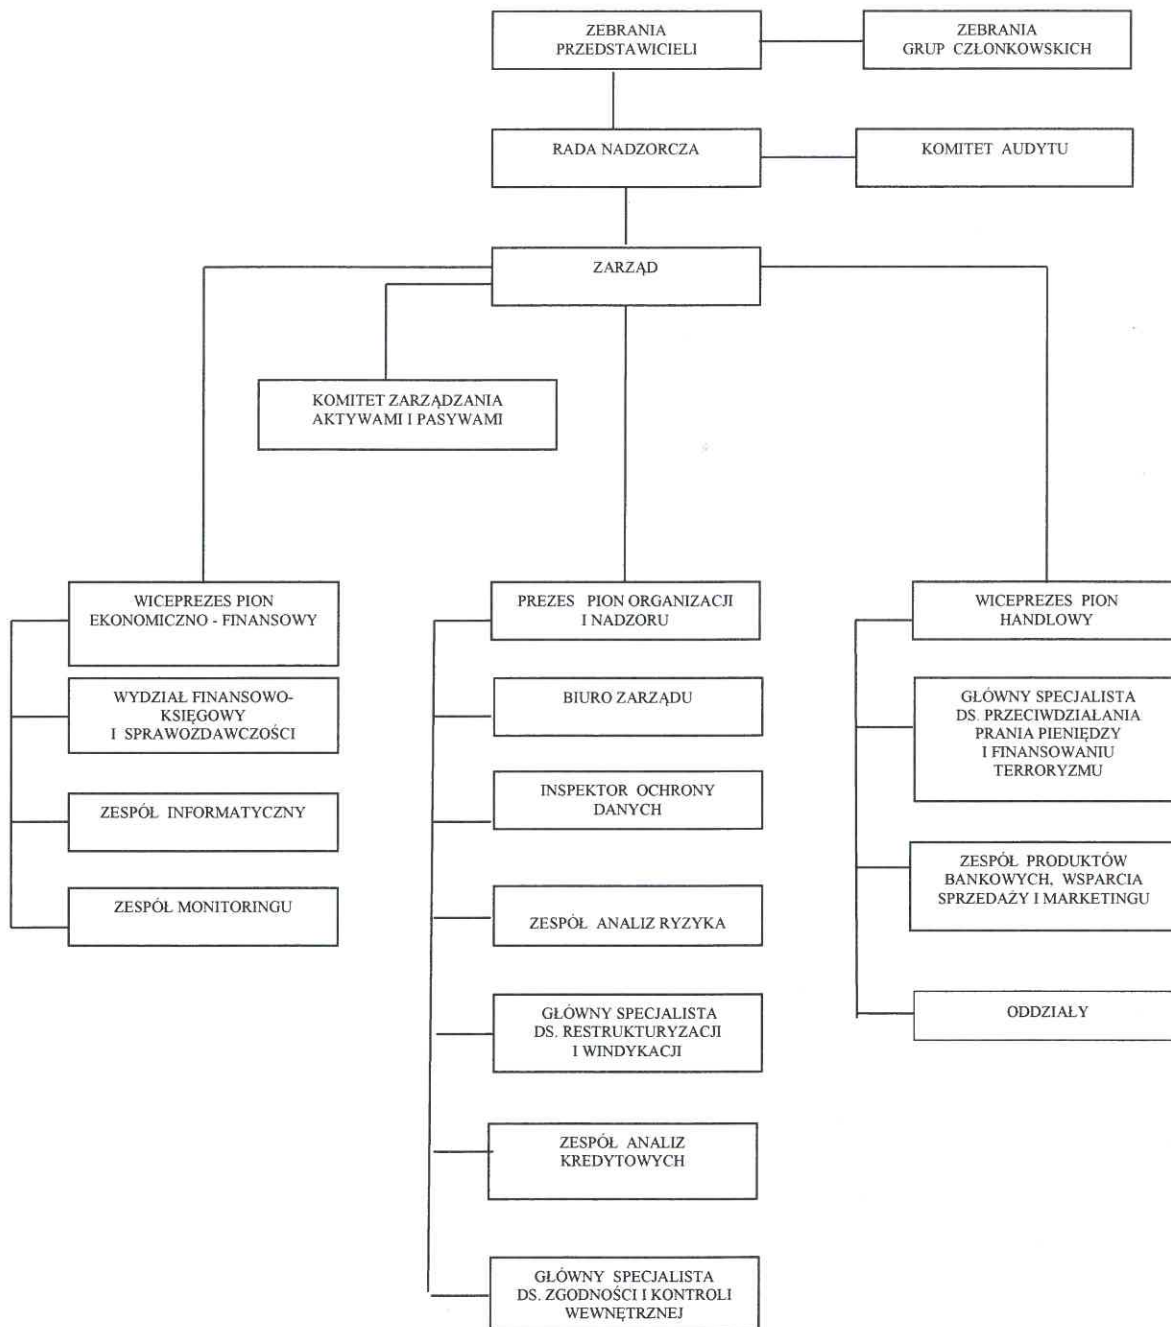 ZEBRANIA
PRZEDSTAWICIELI
ZEBRANIA
GRUP CZŁONKOWSKICH
RADA NADZORCZA
KOMITET AUDYTU
ZARZĄD
KOMITET ZARZĄDZANIA
AKTYWAMI I PASYWAMI
WICEPREZES PION
EKONOMICZNO - FINANSOWY
WYDZIAŁ FINANSOWO-
KSIĘGOWY
I SPRAWOZDAWCZOŚCI
ZESPÓŁ INFORMATYCZNY
ZESPÓŁ MONITORINGU
PREZES PION ORGANIZACJI
I NADZORU
BIURO ZARZĄDU
INSPEKTOR OCHRONY
DANYCH
ZESPÓŁ ANALIZ RYZYKA
GŁÓWNY SPECJALISTA
DS. RESTRUKTURYZACJI
I WINDYKACJI
ZESPÓŁ ANALIZ
KREDYTOWYCH
GŁÓWNY SPECJALISTA
DS. ZGODNOŚCI I KONTROLI
WEWNĘTRZNEJ
WICEPREZES PION
HANDLOWY
GŁÓWNY SPECJALISTA
DS. PRZECIWDZIAŁANIA
PRANIA PIENIĘDZY
I FINANSOWANIU
TERRORYZMU
ZESPÓŁ PRODUKTÓW
BANKOWYCH, WSPARCIA
SPRZEDAŻY I MARKETINGU
ODDZIAŁY